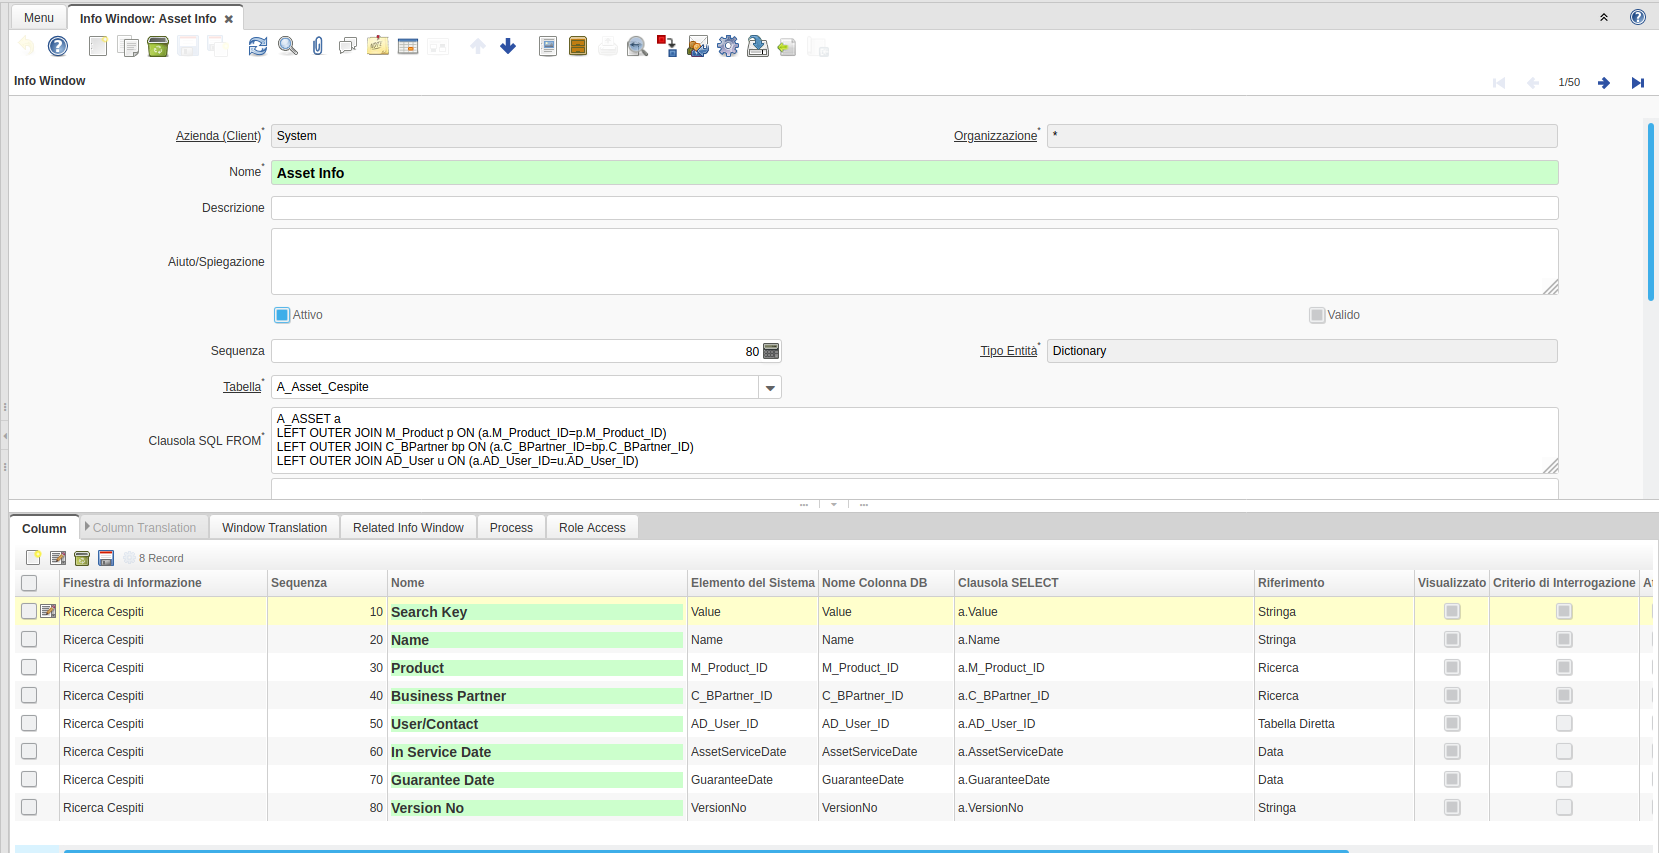 Menu
Info Window: Asset Info
Info Window
1/50
Azienda (Client)*
System
Organizzazione*
*
Nome*
Asset Info
Descrizione
Aiuto/Spiegazione
Attivo
Valido
Sequenza
80
Tipo Entità*
Dictionary
Tabella*
A_Asset_Cespite
Clausola SQL FROM*
A_ASSET a
LEFT OUTER JOIN M_Product p ON (a.M_Product_ID=p.M_Product_ID)
LEFT OUTER JOIN C_BPartner bp ON (a.C_BPartner_ID=bp.C_BPartner_ID)
LEFT OUTER JOIN AD_User u ON (a.AD_User_ID=u.AD_User_ID)
Column
Column Translation
Window Translation
Related Info Window
Process
Role Access
8 Record
Finestra di Informazione Sequenza Nome Elemento del Sistema Nome Colonna DB Clausola SELECT Riferimento Visualizzato Criterio di Interrogazione
Ricerca Cespiti 10 Search Key Value Value a.Value Stringa
Ricerca Cespiti 20 Name Name Name a.Name Stringa
Ricerca Cespiti 30 Product M_Product_ID M_Product_ID a.M_Product_ID Ricerca
Ricerca Cespiti 40 Business Partner C_BPartner_ID C_BPartner_ID a.C_BPartner_ID Ricerca
Ricerca Cespiti 50 User/Contact AD_User_ID AD_User_ID a.AD_User_ID Tabella Diretta
Ricerca Cespiti 60 In Service Date AssetServiceDate AssetServiceDate a.AssetServiceDate Data
Ricerca Cespiti 70 Guarantee Date GuaranteeDate GuaranteeDate a.GuaranteeDate Data
Ricerca Cespiti 80 Version No VersionNo VersionNo a.VersionNo Stringa